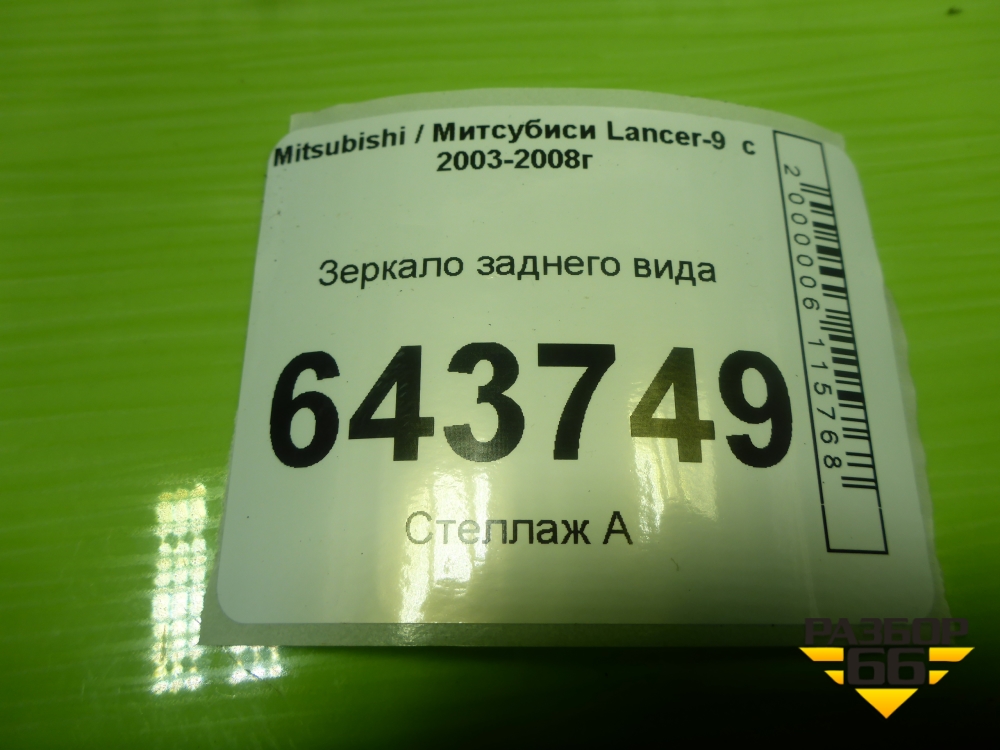 Mitsubishi / Митсубиси Lancer-9 с
2003-2008г
Зеркало заднего вида
643749
Стеллаж А
2000006115768
РАЗБОР
66